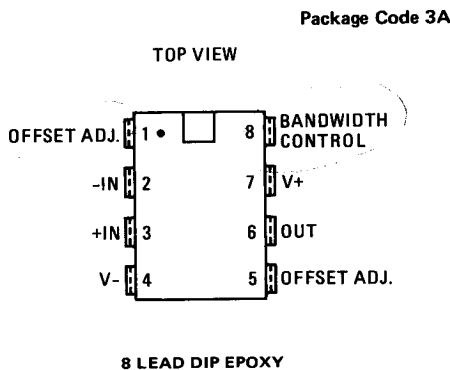 Package Code 3A
TOP VIEW
OFFSET ADJ. 1 8 BANDWIDTH
CONTROL
-IN 2 7 V+
+IN 3 6 OUT
V- 4 5 OFFSET ADJ.
8 LEAD DIP EPOXY